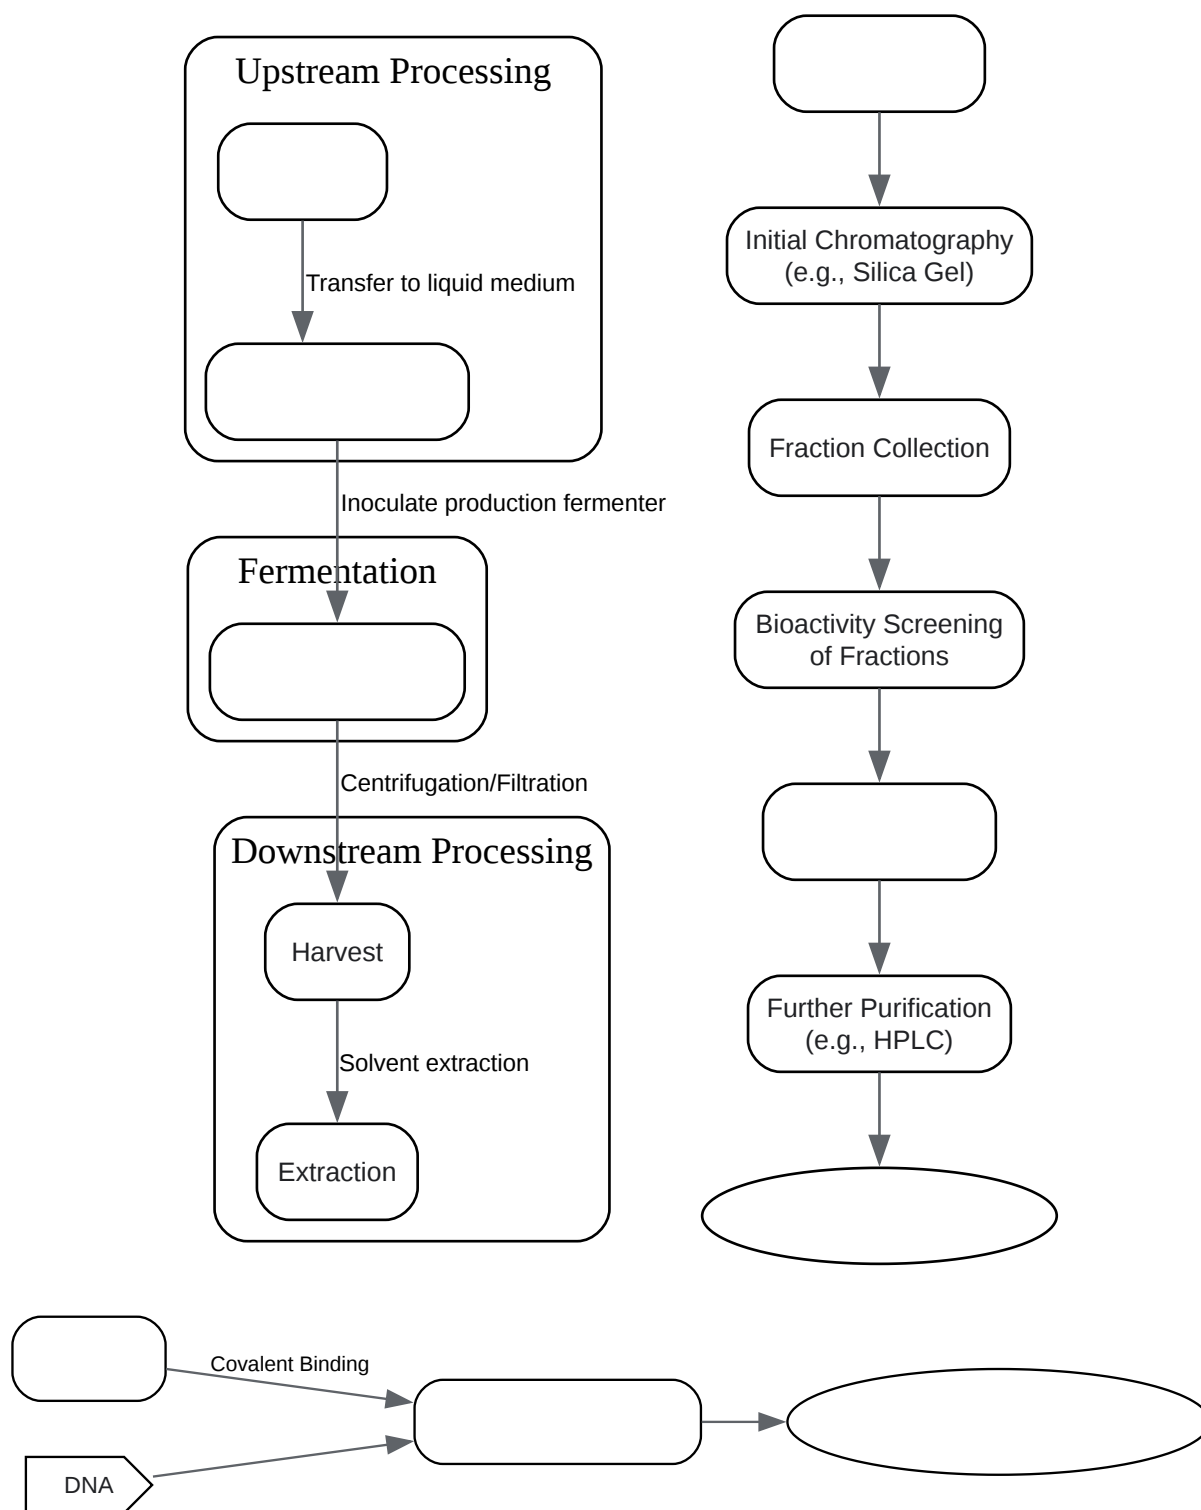 Upstream Processing
Transfer to liquid medium
Inoculate production fermenter
Fermentation
Centrifugation/Filtration
Downstream Processing
Harvest
Solvent extraction
Extraction
Initial Chromatography
(e.g., Silica Gel)
Fraction Collection
Bioactivity Screening
of Fractions
Further Purification
(e.g., HPLC)
Covalent Binding
DNA